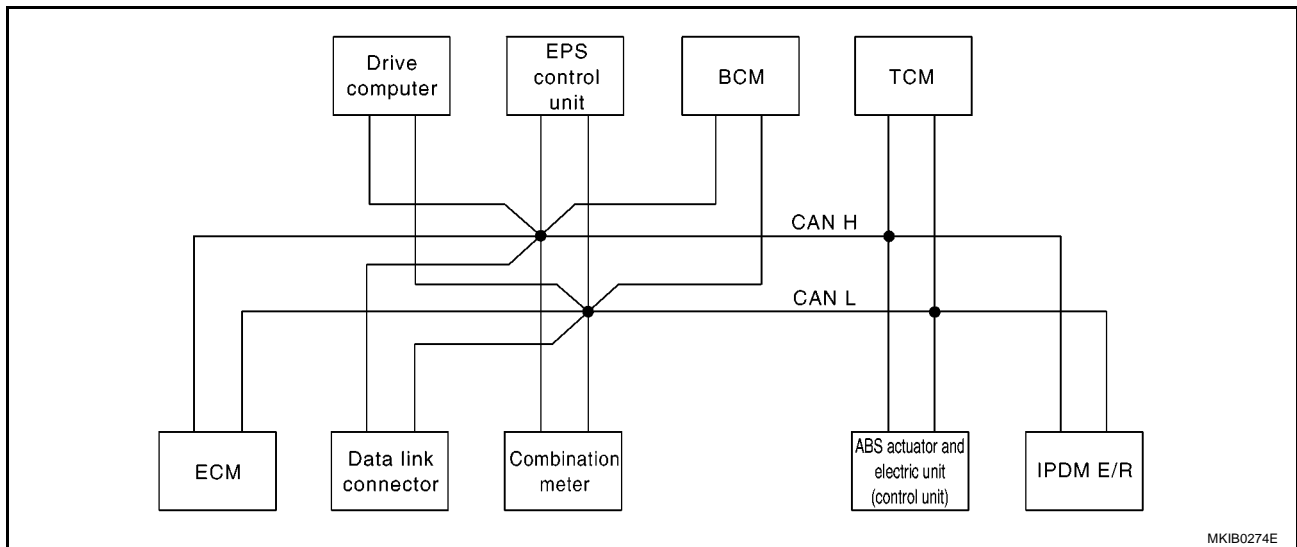 Drive
computer
EPS
control
unit
BCM
TCM
CAN H
CAN L
ECM
Data link
connector
Combination
meter
ABS actuator and
electric unit
(control unit)
IPDM E/R
MKIB0274E